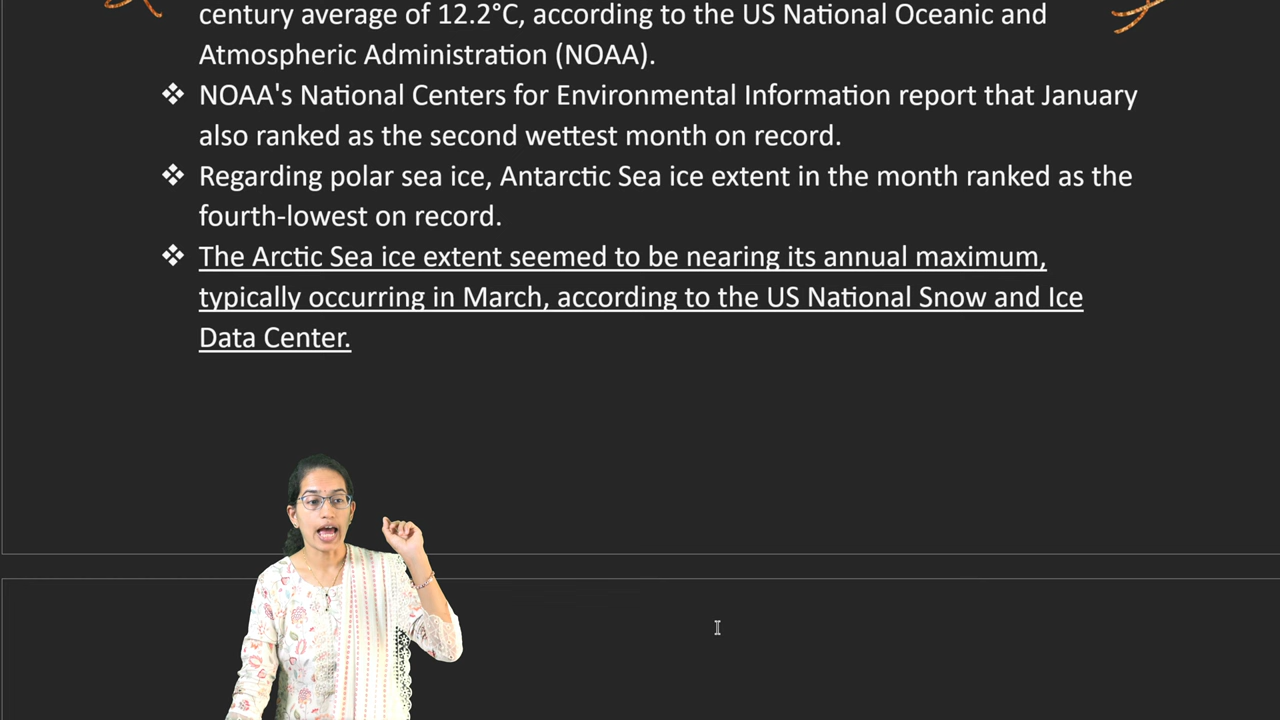 century average of 12.2°C, according to the US National Oceanic and
Atmospheric Administration (NOAA).
❖ NOAA's National Centers for Environmental Information report that January
also ranked as the second wettest month on record.
❖ Regarding polar sea ice, Antarctic Sea ice extent in the month ranked as the
fourth-lowest on record.
❖ The Arctic Sea ice extent seemed to be nearing its annual maximum,
typically occurring in March, according to the US National Snow and Ice
Data Center.